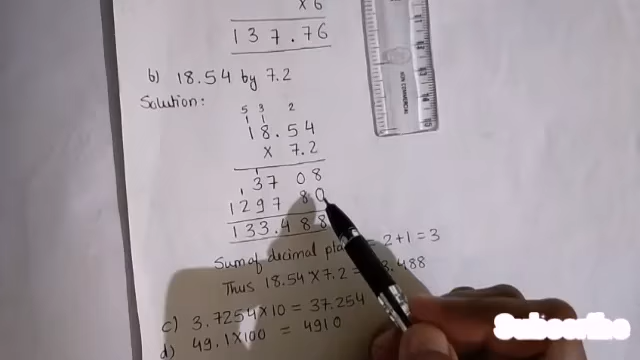 × 6
137.76
b) 18.54 by 7.2
Solution:
5 3 2
1 1
18.54
× 7.2
1
37 08
1
1297 80
133.488
Sum of decimal = 2+1=3
Thus 18.54×7.2 = .488
c) 3.7254×10 = 37.254
d) 49.1×100 = 4910
Subscribe